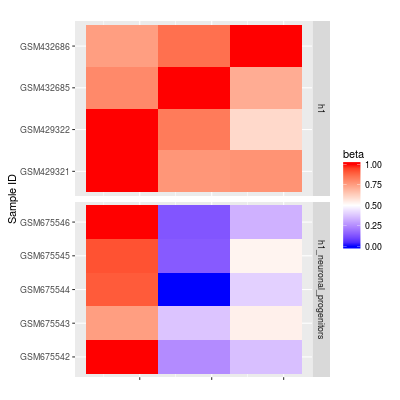 GSM432686
GSM432685
GSM429322
GSM429321
h1
GSM675546
GSM675545
GSM675544
GSM675543
GSM675542
h1_neuronal_progenitors
Sample ID
beta
1.00
0.75
0.50
0.25
0.00